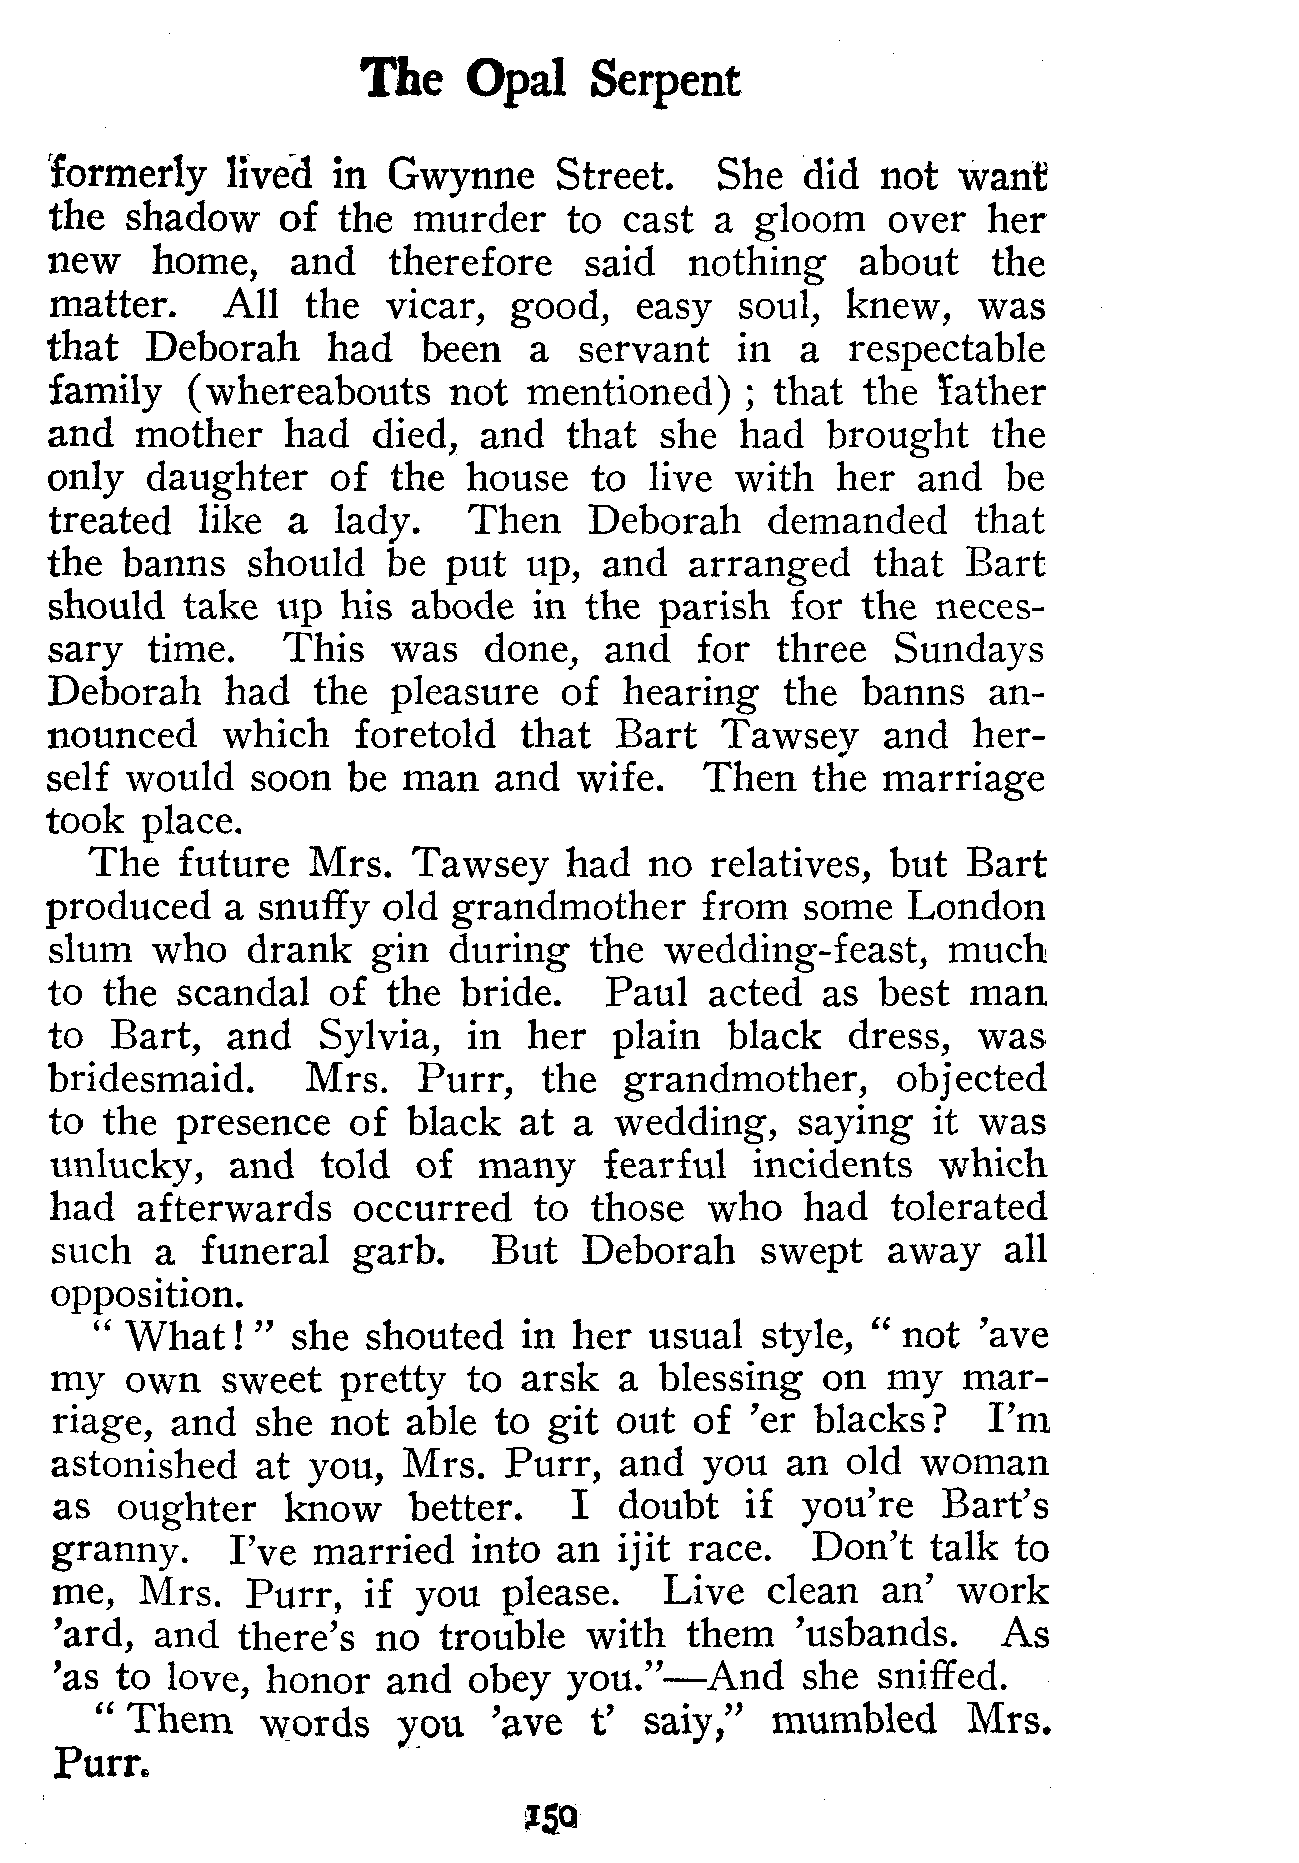 The Opal Serpent
formerly lived in Gwynne Street. She did not want
the shadow of the murder to cast a gloom over her
new home, and therefore said nothing about the
matter. All the vicar, good, easy soul, knew, was
that Deborah had been a servant in a respectable
family (whereabouts not mentioned) ; that the father
and mother had died, and that she had brought the
only daughter of the house to live with her and be
treated like a lady. Then Deborah demanded that
the banns should be put up, and arranged that Bart
should take up his abode in the parish for the neces-
sary time. This was done, and for three Sundays
Deborah had the pleasure of hearing the banns an-
nounced which foretold that Bart Tawsey and her-
self would soon be man and wife. Then the marriage
took place.
The future Mrs. Tawsey had no relatives, but Bart
produced a snuffy old grandmother from some London
slum who drank gin during the wedding-feast, much
to the scandal of the bride. Paul acted as best man
to Bart, and Sylvia, in her plain black dress, was
bridesmaid. Mrs. Purr, the grandmother, objected
to the presence of black at a wedding, saying it was
unlucky, and told of many fearful incidents which
had afterwards occurred to those who had tolerated
such a funeral garb. But Deborah swept away all
opposition.
“ What! ” she shouted in her usual style, “ not ’ave
my own sweet pretty to arsk a blessing on my mar-
riage, and she not able to git out of ’er blacks? I’m
astonished at you, Mrs. Purr, and you an old woman
as oughter know better. I doubt if you’re Bart’s
granny. I’ve married into an ijit race. Don’t talk to
me, Mrs. Purr, if you please. Live clean an’ work
’ard, and there’s no trouble with them ’usbands. As
’as to love, honor and obey you.”—And she sniffed.
“ Them words you ’ave t’ saiy,” mumbled Mrs.
Purr.
150